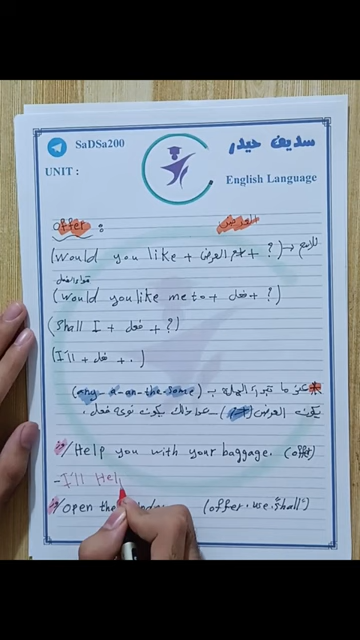 SaDSa200
سديف حيدر
UNIT :
English Language
offer : العرض
(Would you like + العرض + ?) → للاسم
(Would you like me to + فعل + ?)
(Shall I + فعل + ?)
(I'll + فعل + .)
(any - a - an - the - some)
يكون العرض
Help you with your baggage. (offer)
- I'll Hel
open the (offer, use, shall)